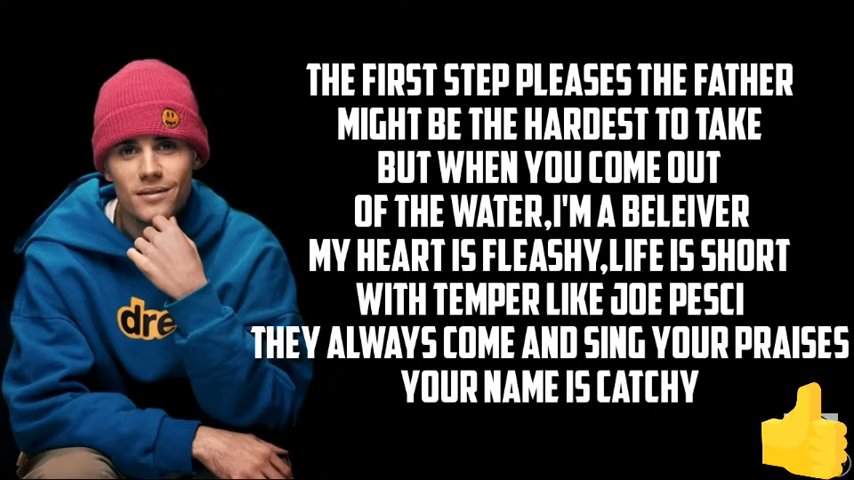 THE FIRST STEP PLEASES THE FATHER
MIGHT BE THE HARDEST TO TAKE
BUT WHEN YOU COME OUT
OF THE WATER,I'M A BELEIVER
MY HEART IS FLEASHY,LIFE IS SHORT
WITH TEMPER LIKE JOE PESCI
THEY ALWAYS COME AND SING YOUR PRAISES
YOUR NAME IS CATCHY
dre